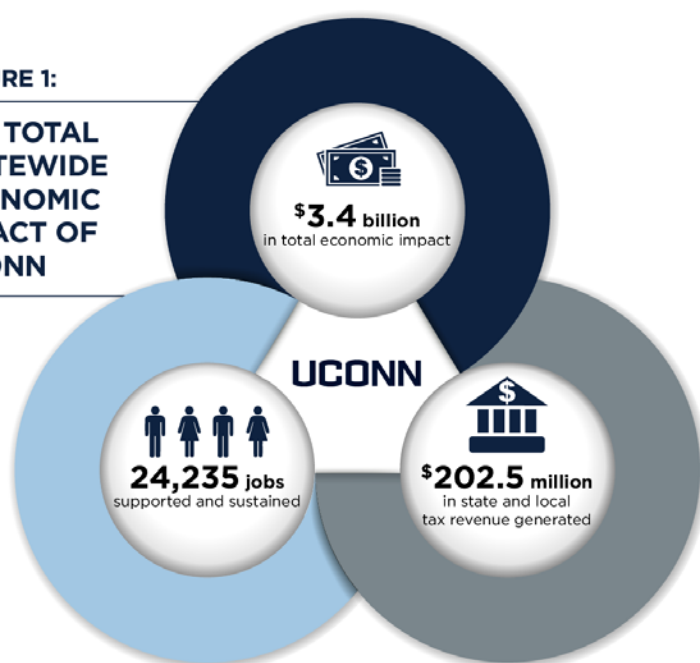 RE 1:
TOTAL
TEWIDE
NOMIC
ACT OF
ONN
$3.4 billion
in total economic impact
UCONN
24,235 jobs
supported and sustained
$202.5 million
in state and local
tax revenue generated